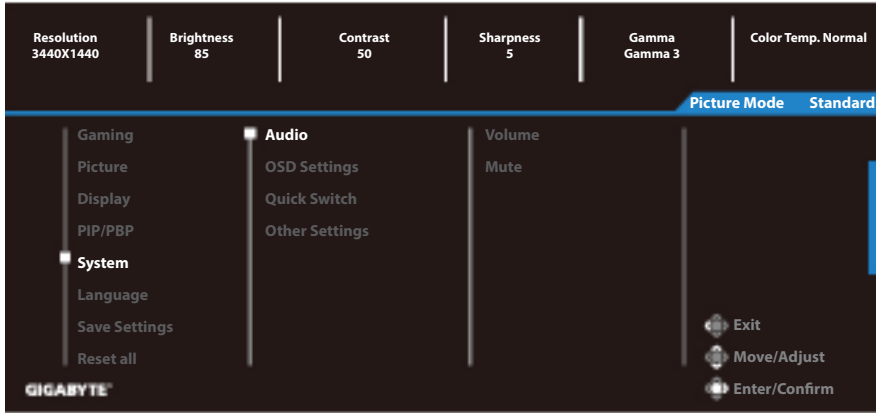 Resolution
3440X1440
Brightness
85
Contrast
50
Sharpness
5
Gamma
Gamma 3
Color Temp. Normal
Picture Mode Standard
Gaming
Picture
Display
PIP/PBP
System
Language
Save Settings
Reset all
Audio
OSD Settings
Quick Switch
Other Settings
Volume
Mute
Exit
Move/Adjust
Enter/Confirm
GIGABYTE™